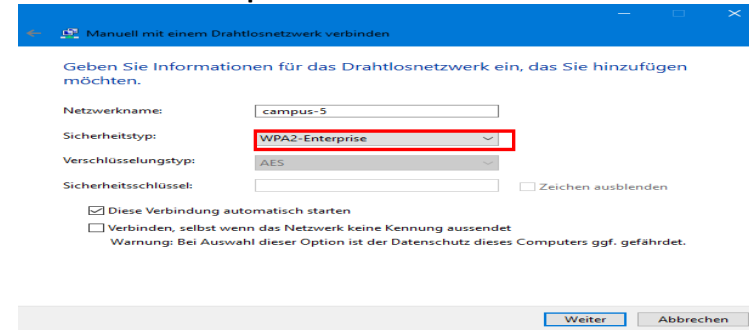 Manuell mit einem Drahtlosnetzwerk verbinden
Geben Sie Informationen für das Drahtlosnetzwerk ein, das Sie hinzufügen
möchten.
Netzwerkname: campus-5
Sicherheitstyp: WPA2-Enterprise
Verschlüsselungstyp: AES
Sicherheitsschlüssel: Zeichen ausblenden
Diese Verbindung automatisch starten
Verbinden, selbst wenn das Netzwerk keine Kennung aussendet
Warnung: Bei Auswahl dieser Option ist der Datenschutz dieses Computers ggf. gefährdet.
Weiter Abbrechen